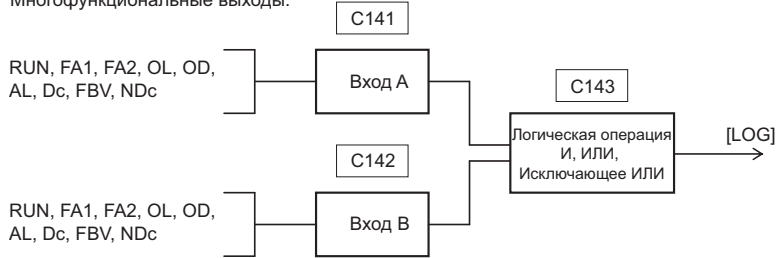 Многофункциональные выходы:
C141
RUN, FA1, FA2, OL, OD,
AL, Dc, FBV, NDc
Вход A
C143
Логическая операция
И, ИЛИ,
Исключающее ИЛИ
[LOG]
C142
RUN, FA1, FA2, OL, OD,
AL, Dc, FBV, NDc
Вход B